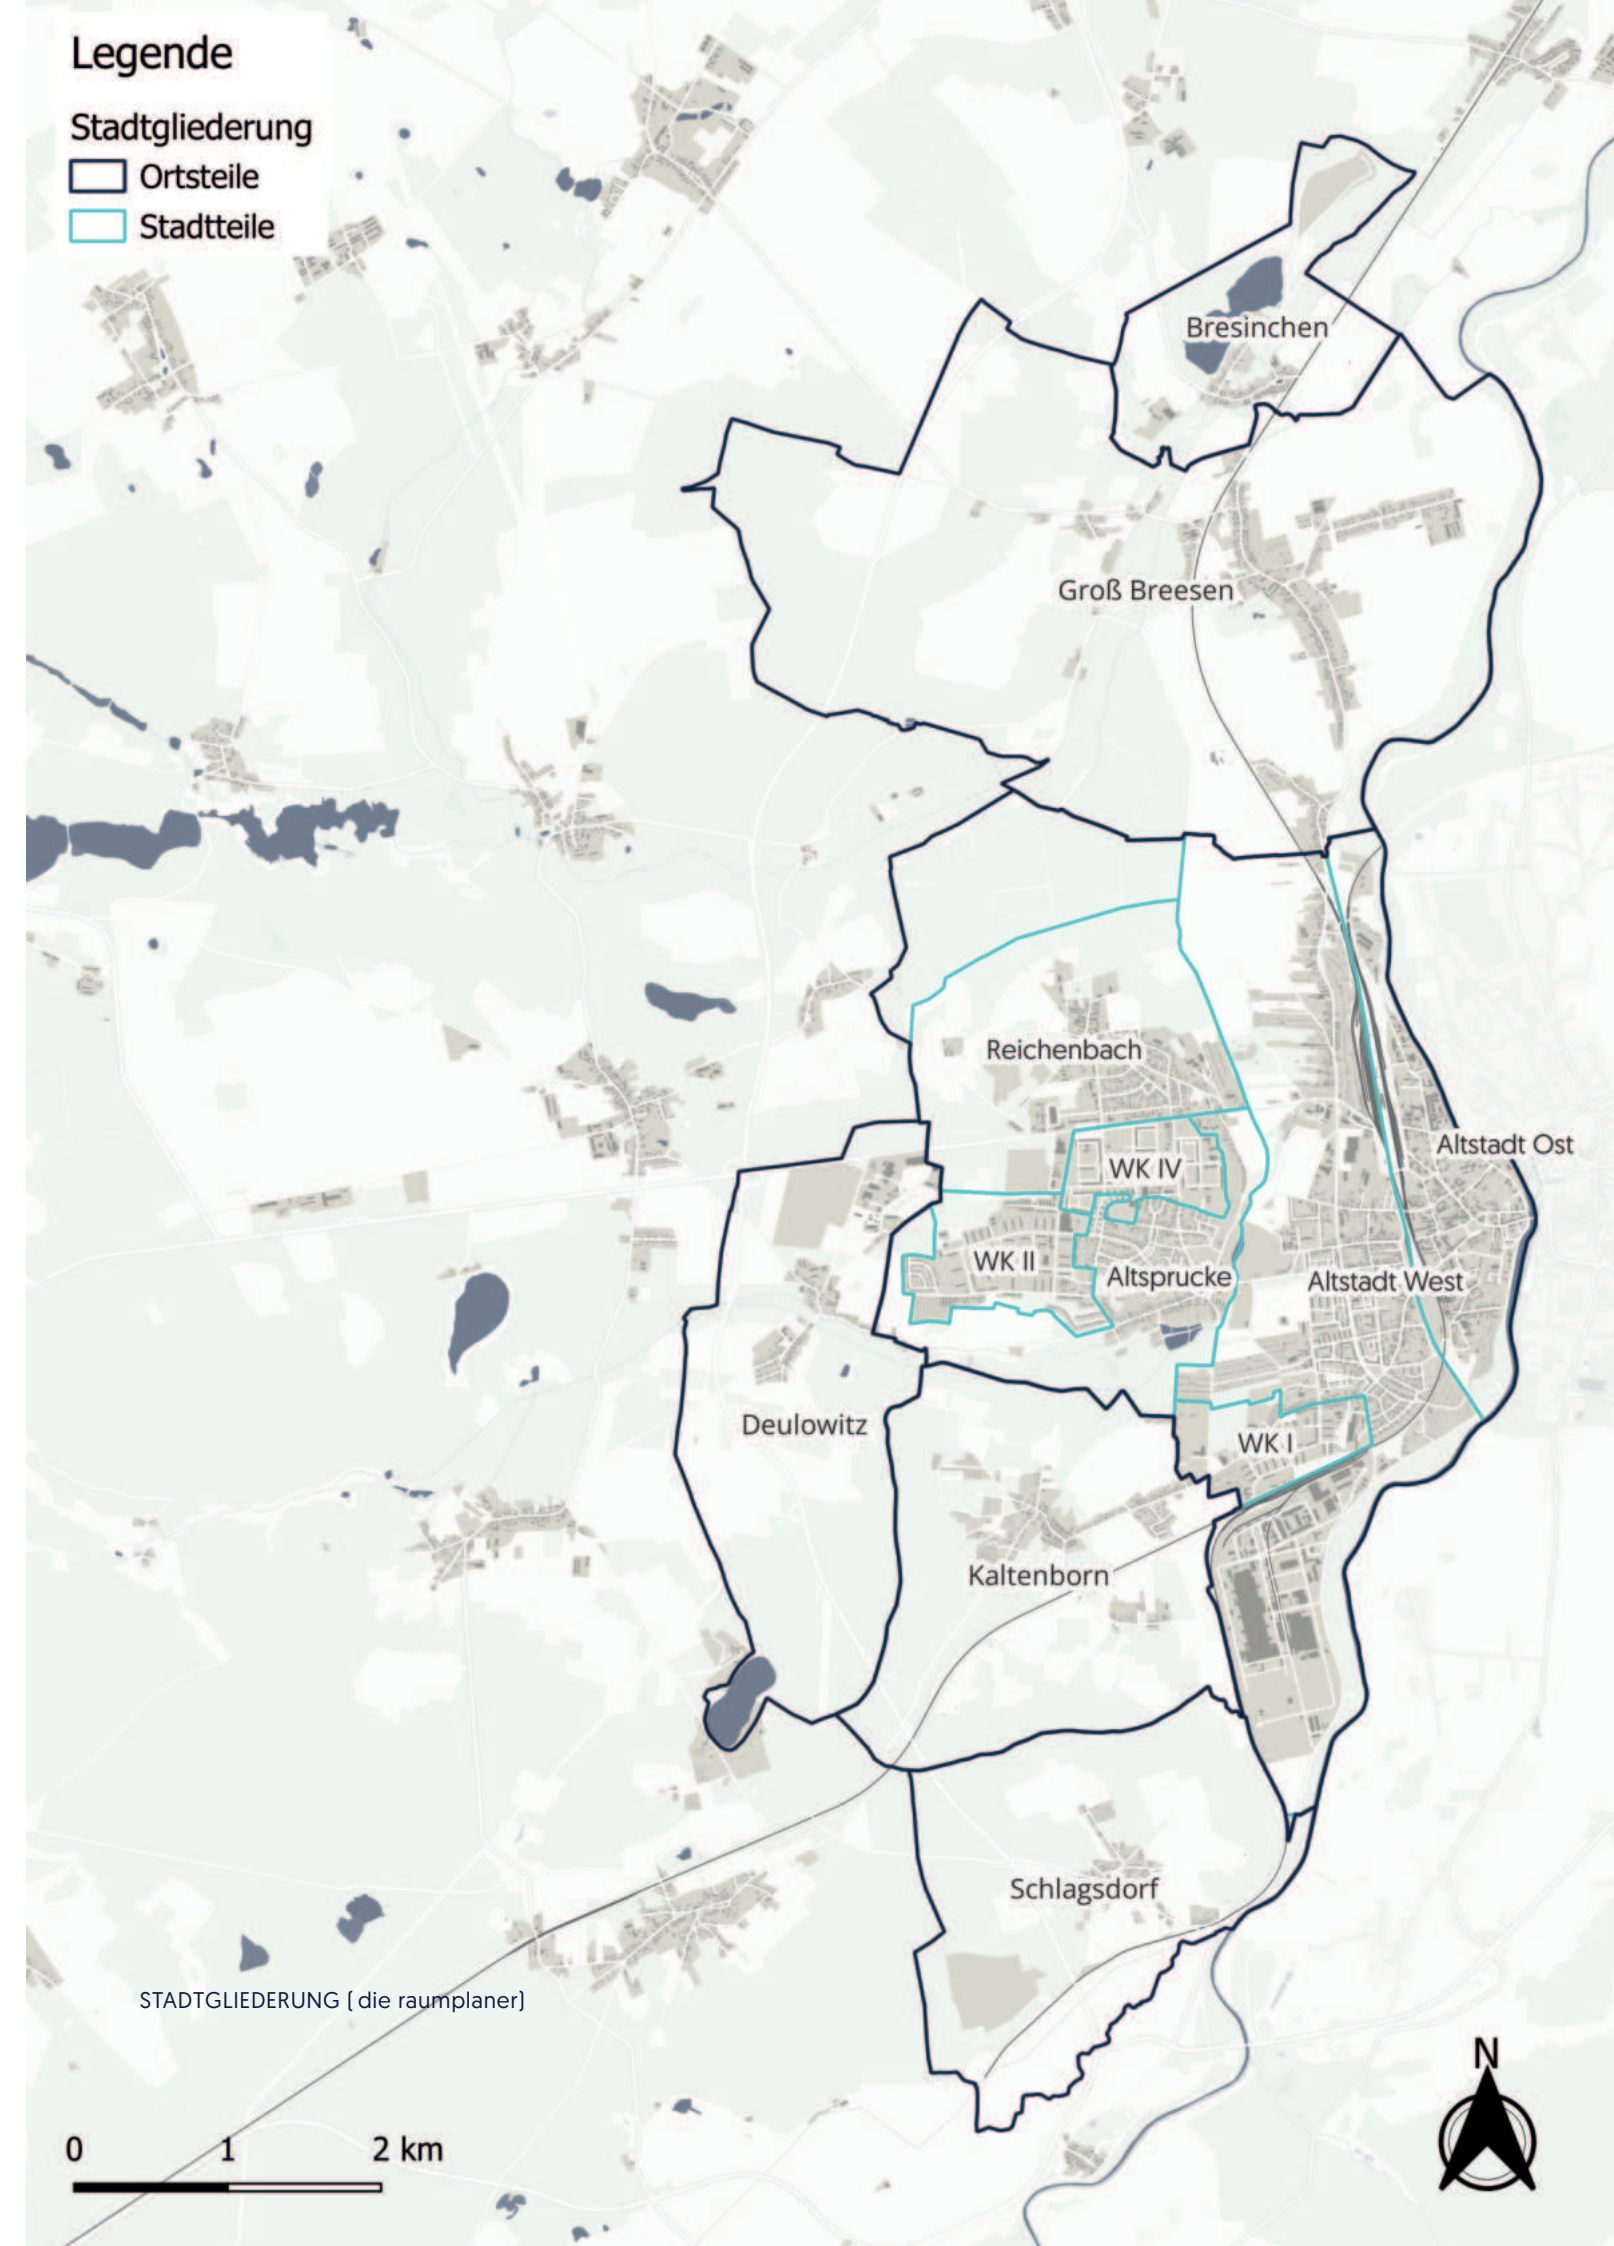 Legende
Stadtgliederung
Ortsteile
Stadtteile
Bresinchen
Groß Breesen
Reichenbach
Altstadt Ost
WK IV
WK II
Altsprucke
Altstadt West
Deulowitz
WK I
Kaltenborn
Schlagsdorf
STADTGLIEDERUNG ( die raumplaner)
N
0 1 2 km